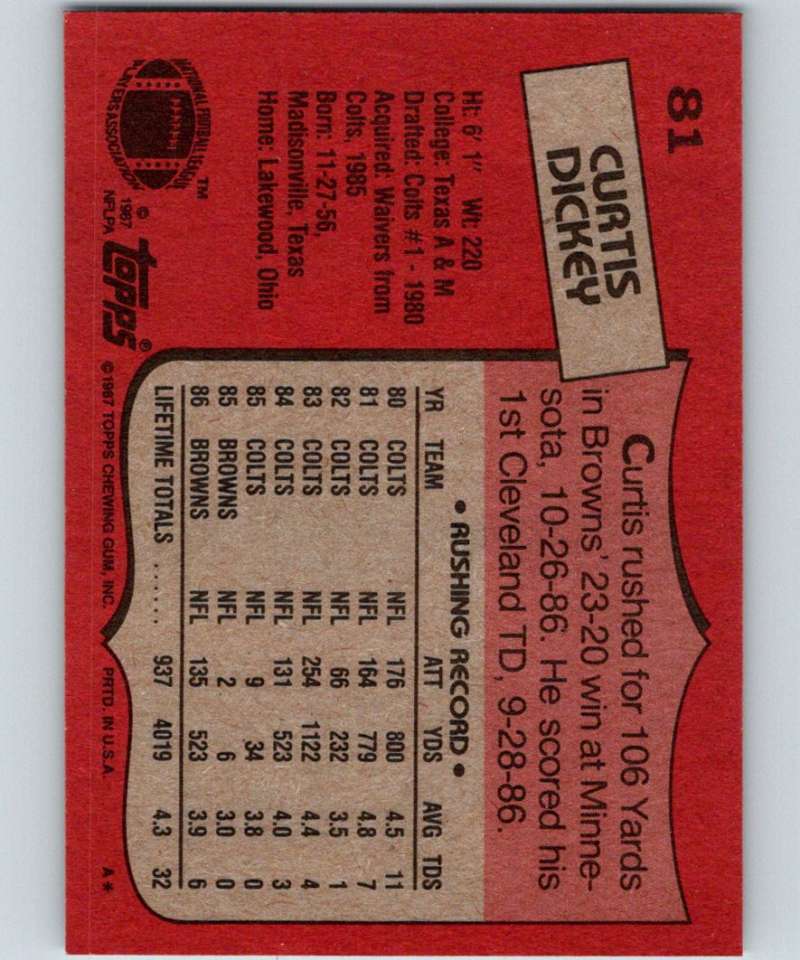 81
CURTIS
DICKEY
Ht: 6' 1" Wt: 220
College: Texas A & M
Drafted: Colts #1 - 1980
Acquired: Waivers from
Colts, 1985
Born: 11-27-56,
Madisonville, Texas
Home: Lakewood, Ohio
NATIONAL FOOTBALL LEAGUE
PLAYERS ASSOCIATION
TM
© 1987
NFLPA
topps®
Curtis rushed for 106 Yards
in Browns' 23-20 win at Minne-
sota, 10-26-86. He scored his
1st Cleveland TD, 9-28-86.
• RUSHING RECORD •
YR TEAM ATT YDS AVG TDS
80 COLTS NFL 176 800 4.5 11
81 COLTS NFL 164 779 4.8 7
82 COLTS NFL 66 232 3.5 1
83 COLTS NFL 254 1122 4.4 4
84 COLTS NFL 131 523 4.0 3
85 COLTS NFL 9 34 3.8 0
85 BROWNS NFL 2 6 3.0 0
86 BROWNS NFL 135 523 3.9 6
LIFETIME TOTALS ...... 937 4019 4.3 32
© 1987 TOPPS CHEWING GUM, INC. PRTD. IN U.S.A. A*